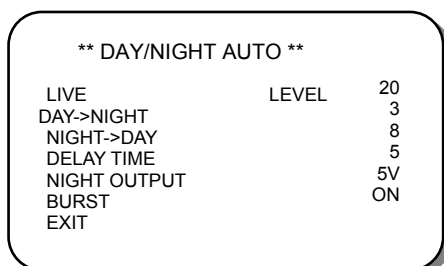 ** DAY/NIGHT AUTO **
LIVE LEVEL 20
DAY->NIGHT 3
NIGHT->DAY 8
DELAY TIME 5
NIGHT OUTPUT 5V
BURST ON
EXIT